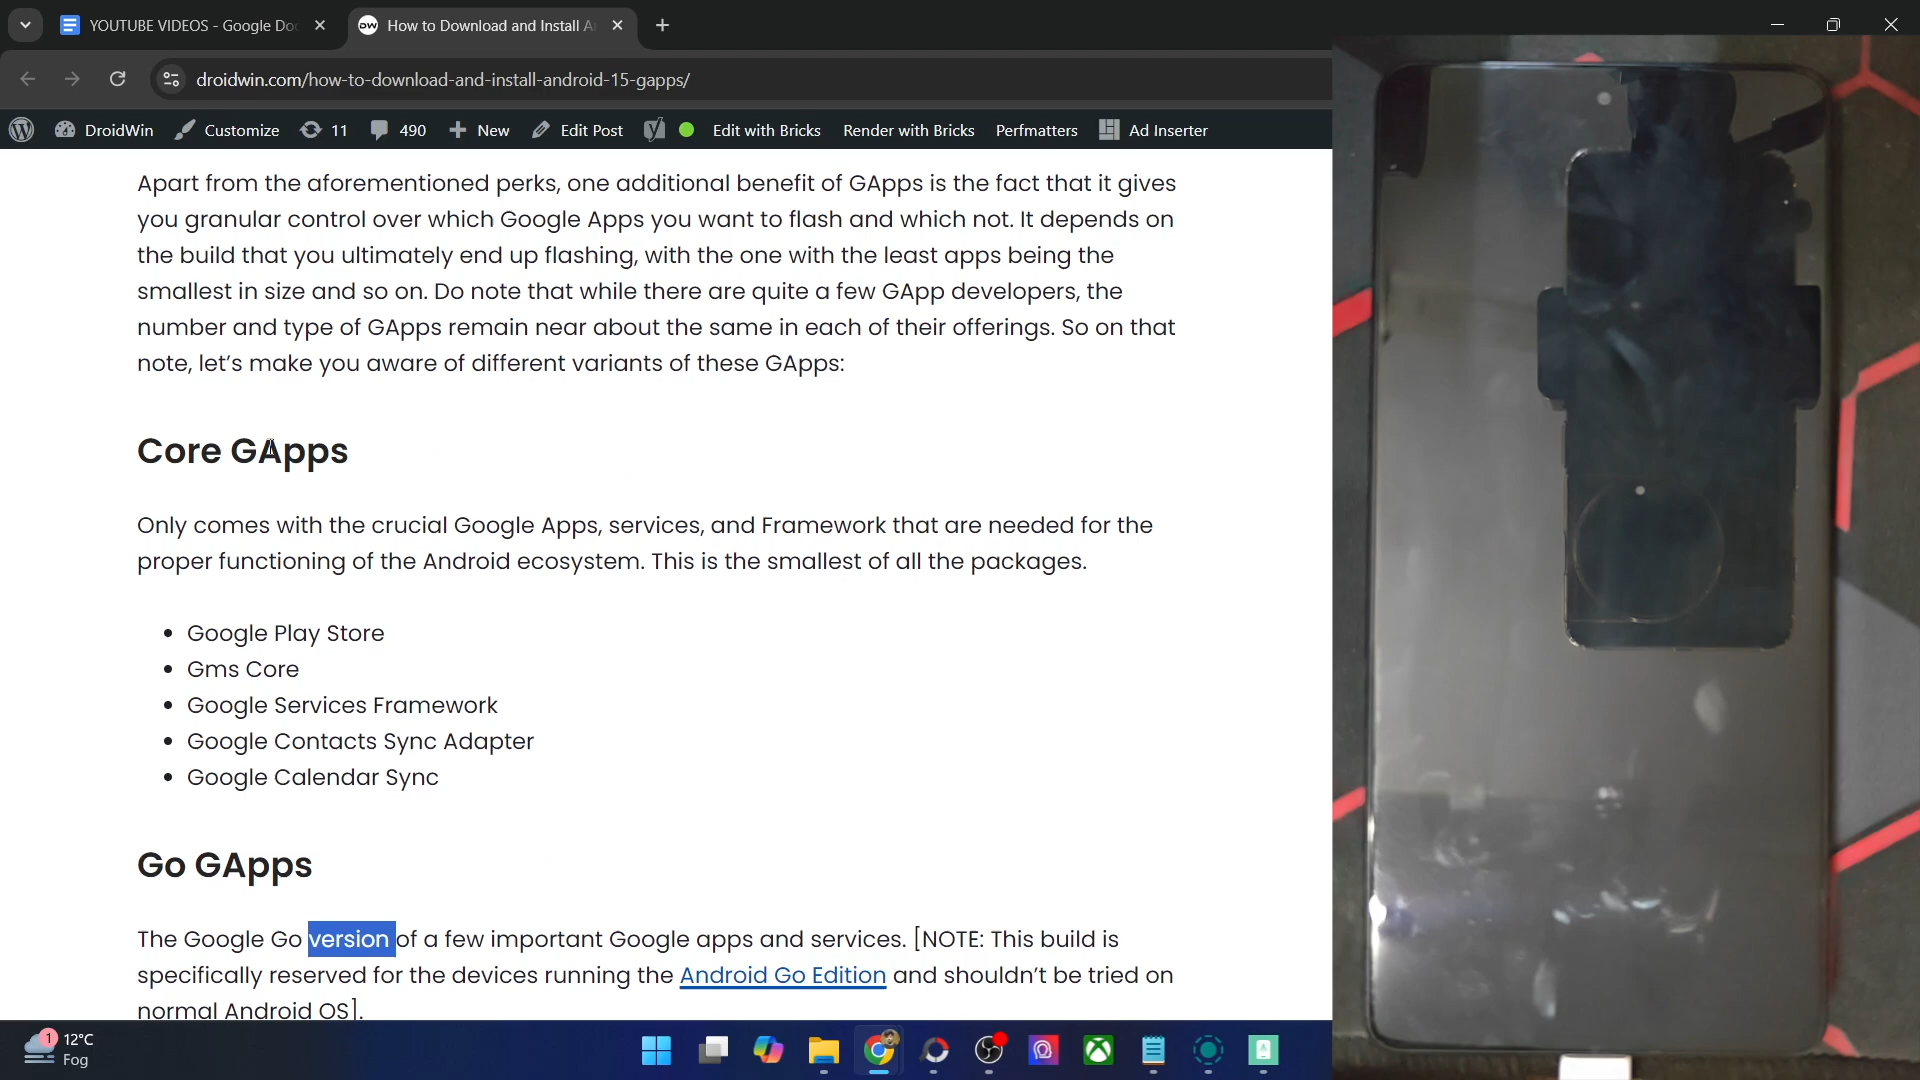 YOUTUBE VIDEOS - Google Do
How to Download and Install A
droidwin.com/how-to-download-and-install-android-15-gapps/
DroidWin
Customize
11
490
New
Edit Post
Edit with Bricks
Render with Bricks
Perfmatters
Ad Inserter
Apart from the aforementioned perks, one additional benefit of GApps is the fact that it gives
you granular control over which Google Apps you want to flash and which not. It depends on
the build that you ultimately end up flashing, with the one with the least apps being the
smallest in size and so on. Do note that while there are quite a few GApp developers, the
number and type of GApps remain near about the same in each of their offerings. So on that
note, let’s make you aware of different variants of these GApps:
Core GApps
Only comes with the crucial Google Apps, services, and Framework that are needed for the
proper functioning of the Android ecosystem. This is the smallest of all the packages.
Google Play Store
Gms Core
Google Services Framework
Google Contacts Sync Adapter
Google Calendar Sync
Go GApps
The Google Go version of a few important Google apps and services. [NOTE: This build is
specifically reserved for the devices running the Android Go Edition and shouldn’t be tried on
normal Android OS].
1
12°C
Fog